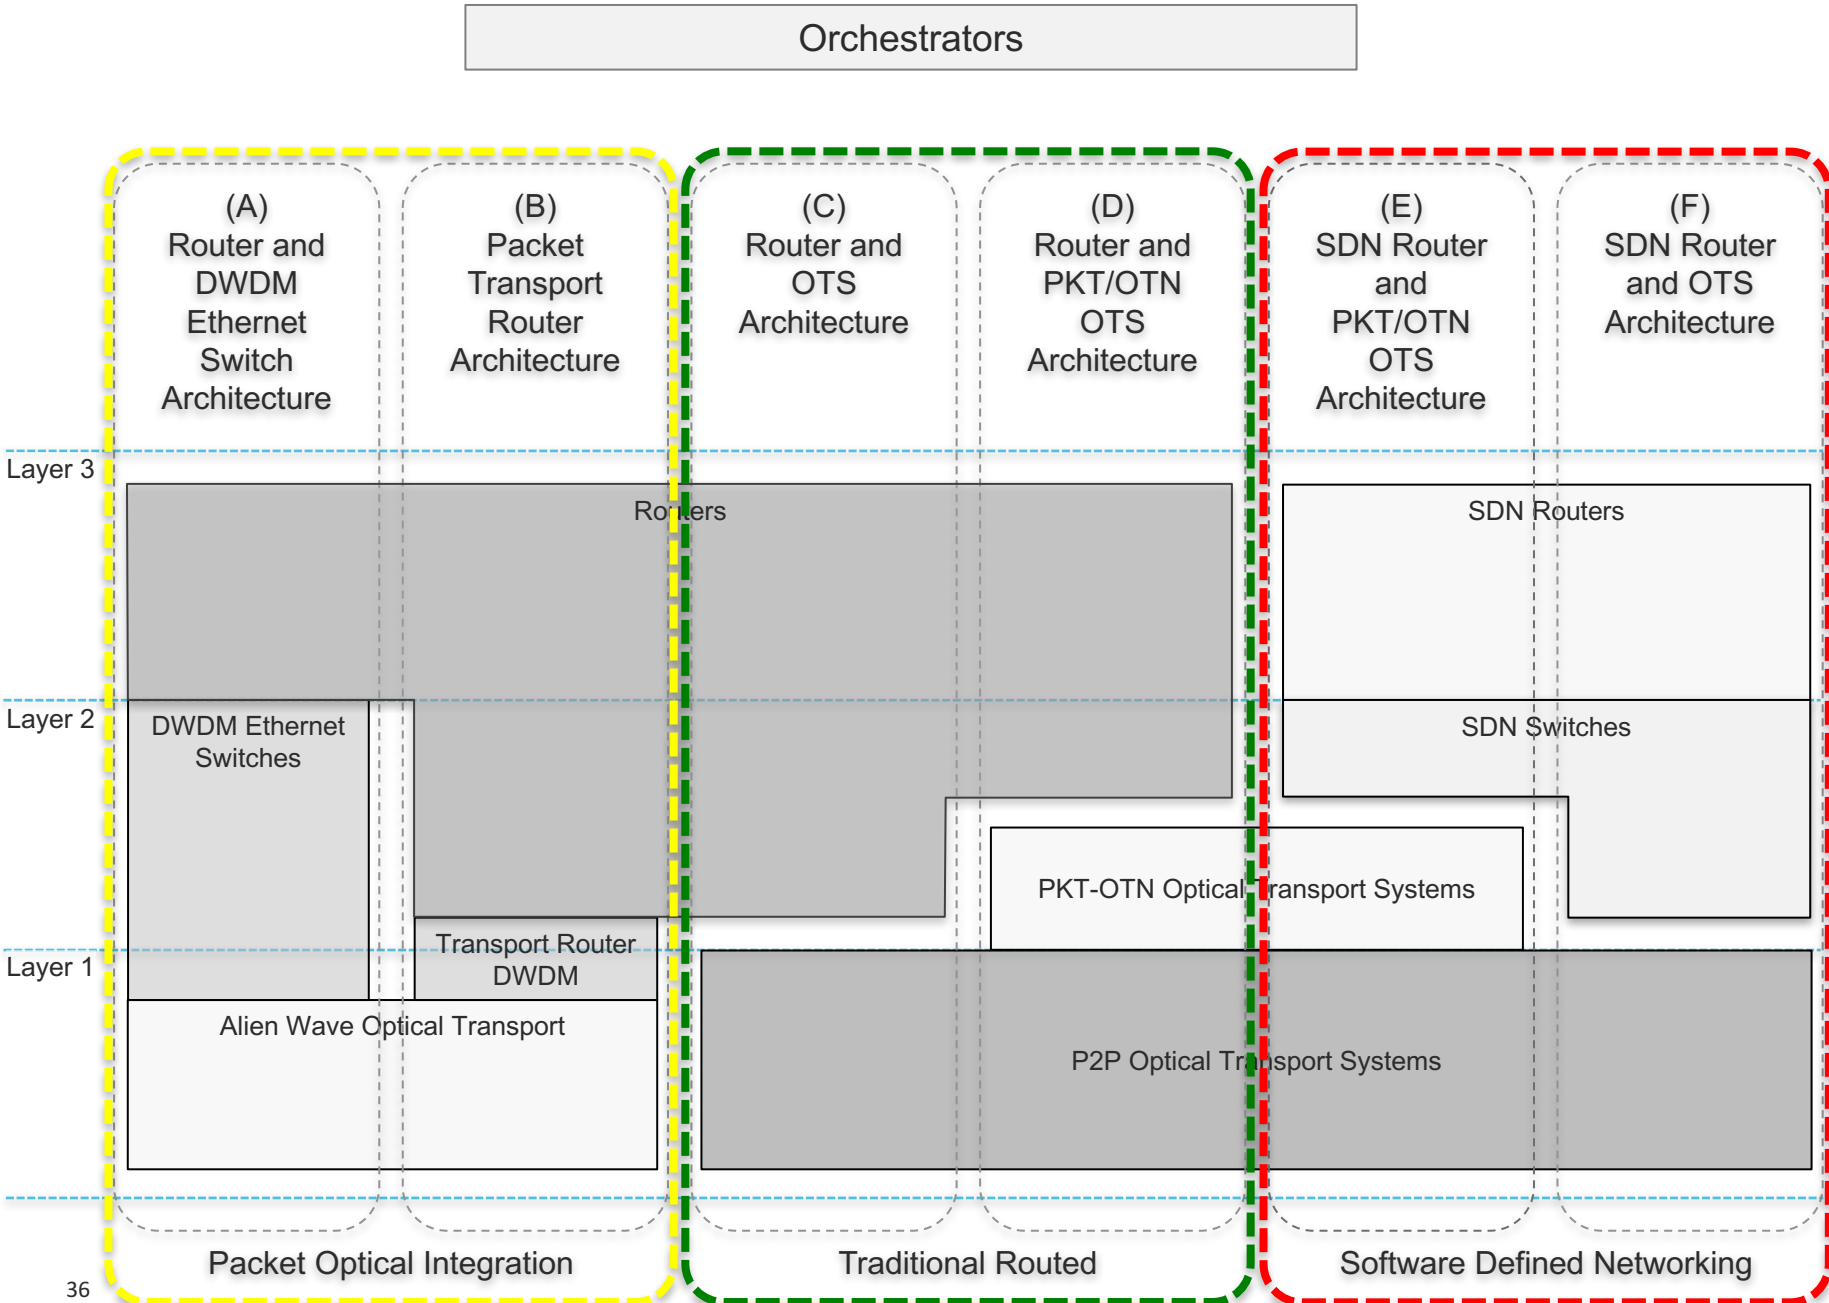 Orchestrators
(A)
Router and
DWDM
Ethernet
Switch
Architecture
(B)
Packet
Transport
Router
Architecture
(C)
Router and
OTS
Architecture
(D)
Router and
PKT/OTN
OTS
Architecture
(E)
SDN Router
and
PKT/OTN
OTS
Architecture
(F)
SDN Router
and OTS
Architecture
Layer 3
Routers
SDN Routers
Layer 2
DWDM Ethernet
Switches
SDN Switches
PKT-OTN Optical Transport Systems
Layer 1
Transport Router
DWDM
Alien Wave Optical Transport
P2P Optical Transport Systems
Packet Optical Integration
Traditional Routed
Software Defined Networking
36